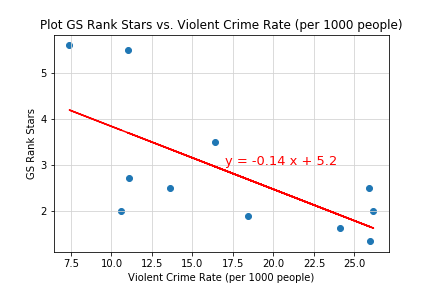 Plot GS Rank Stars vs. Violent Crime Rate (per 1000 people)
GS Rank Stars
5
4
3
2
y = -0.14 x + 5.2
7.5 10.0 12.5 15.0 17.5 20.0 22.5 25.0
Violent Crime Rate (per 1000 people)